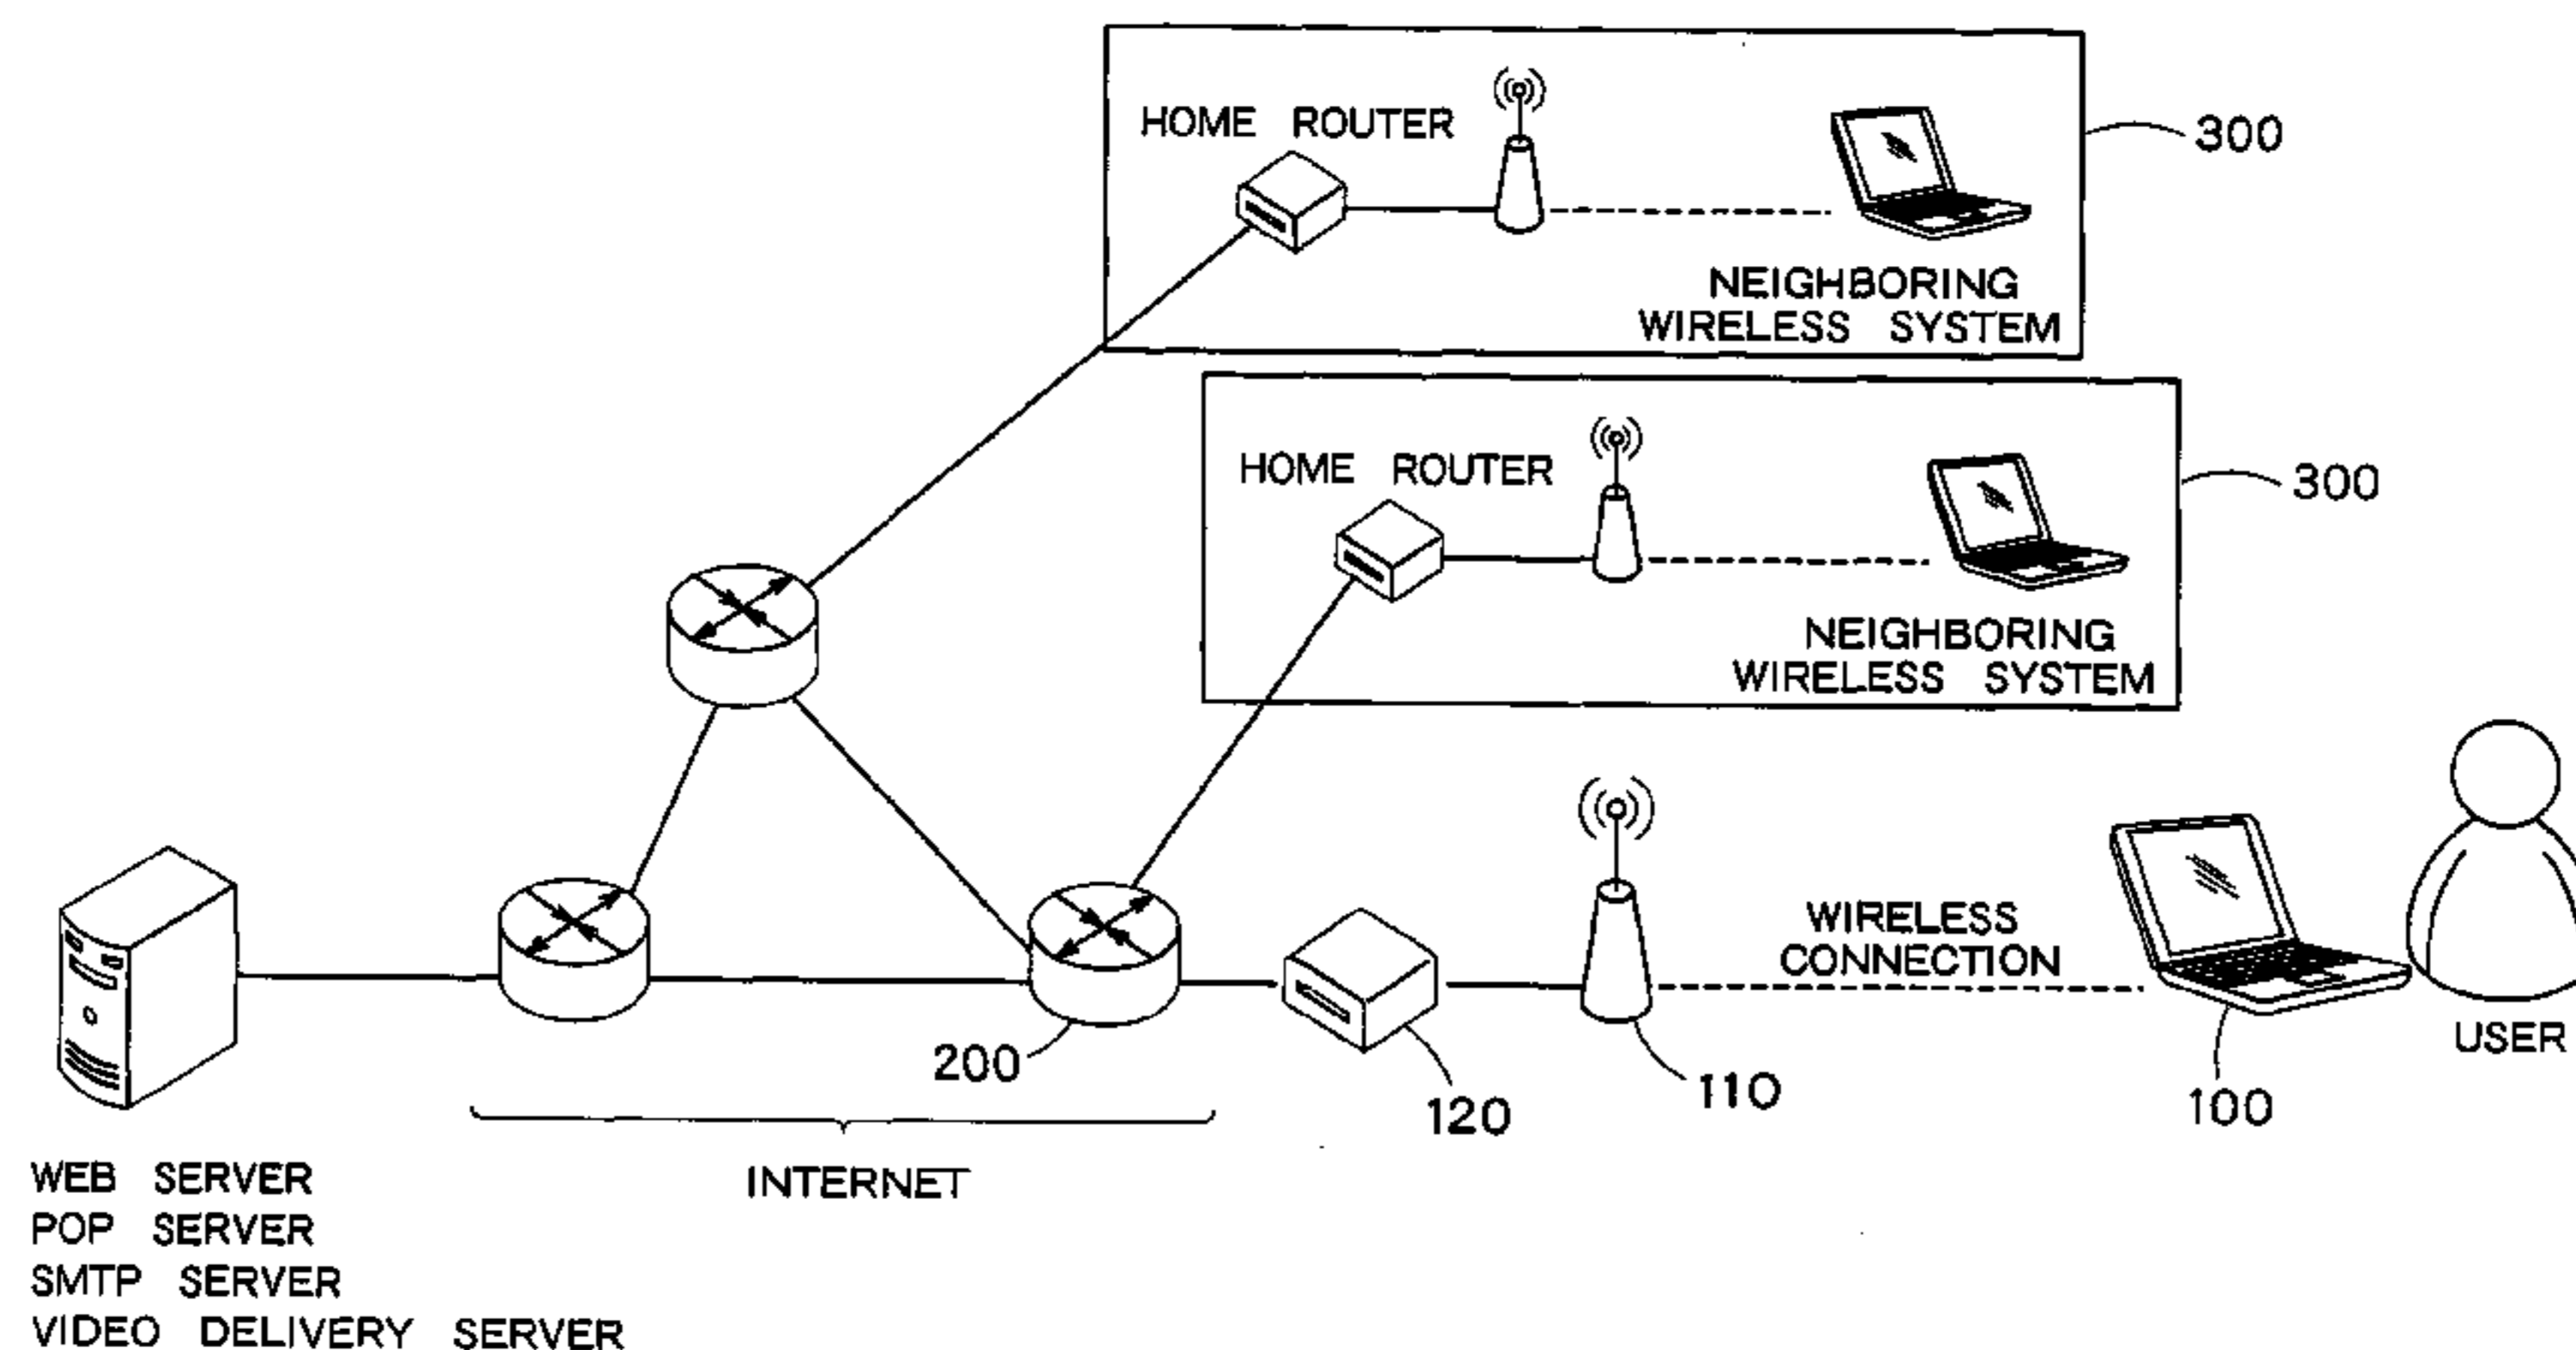 HOME ROUTER
300
NEIGHBORING
WIRELESS SYSTEM
HOME ROUTER
300
NEIGHBORING
WIRELESS SYSTEM
WIRELESS
CONNECTION
USER
200
120
110
100
INTERNET
WEB SERVER
POP SERVER
SMTP SERVER
VIDEO DELIVERY SERVER